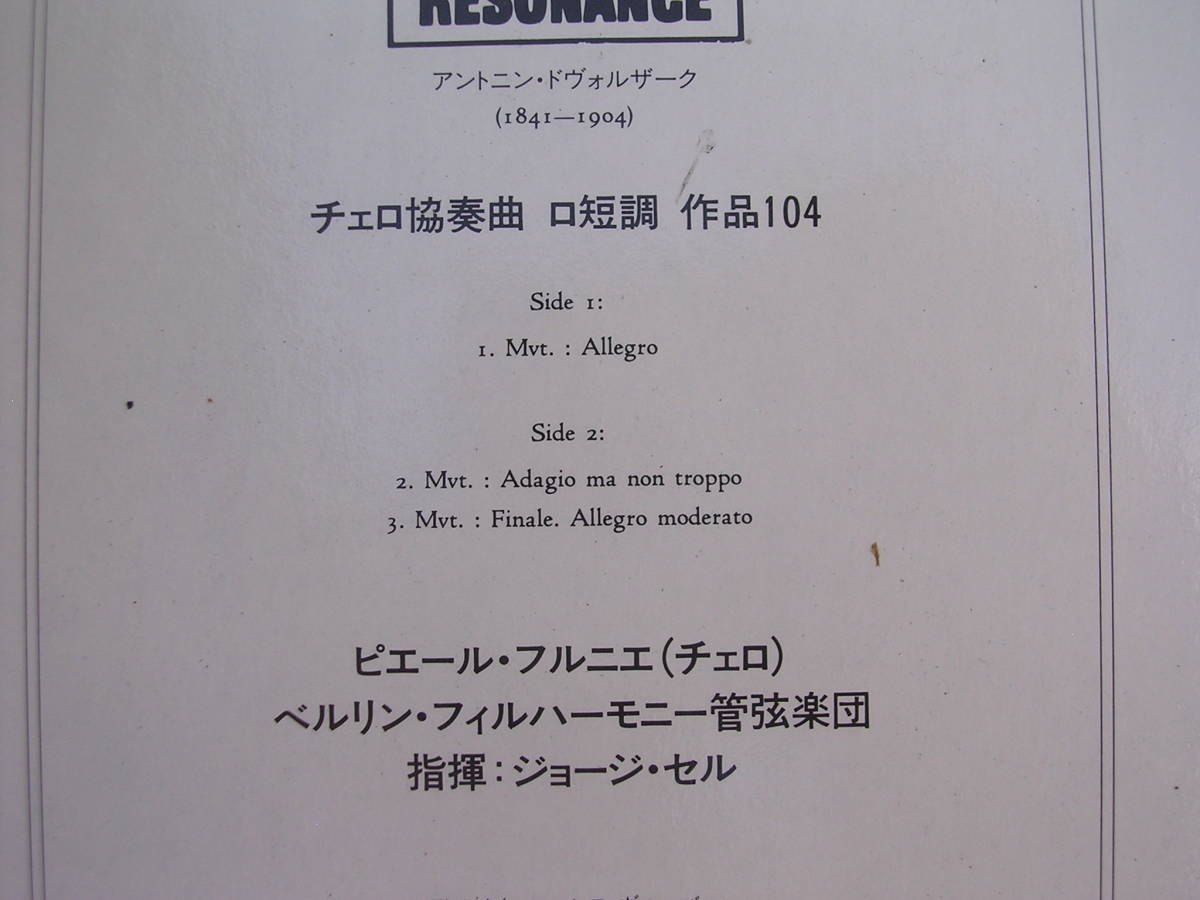 RESONANCE
アントニン・ドヴォルザーク
(1841—1904)
チェロ協奏曲 ロ短調 作品104
Side 1:
1. Mvt. : Allegro
Side 2:
2. Mvt. : Adagio ma non troppo
3. Mvt. : Finale. Allegro moderato
ピエール・フルニエ(チェロ)
ベルリン・フィルハーモニー管弦楽団
指揮:ジョージ・セル